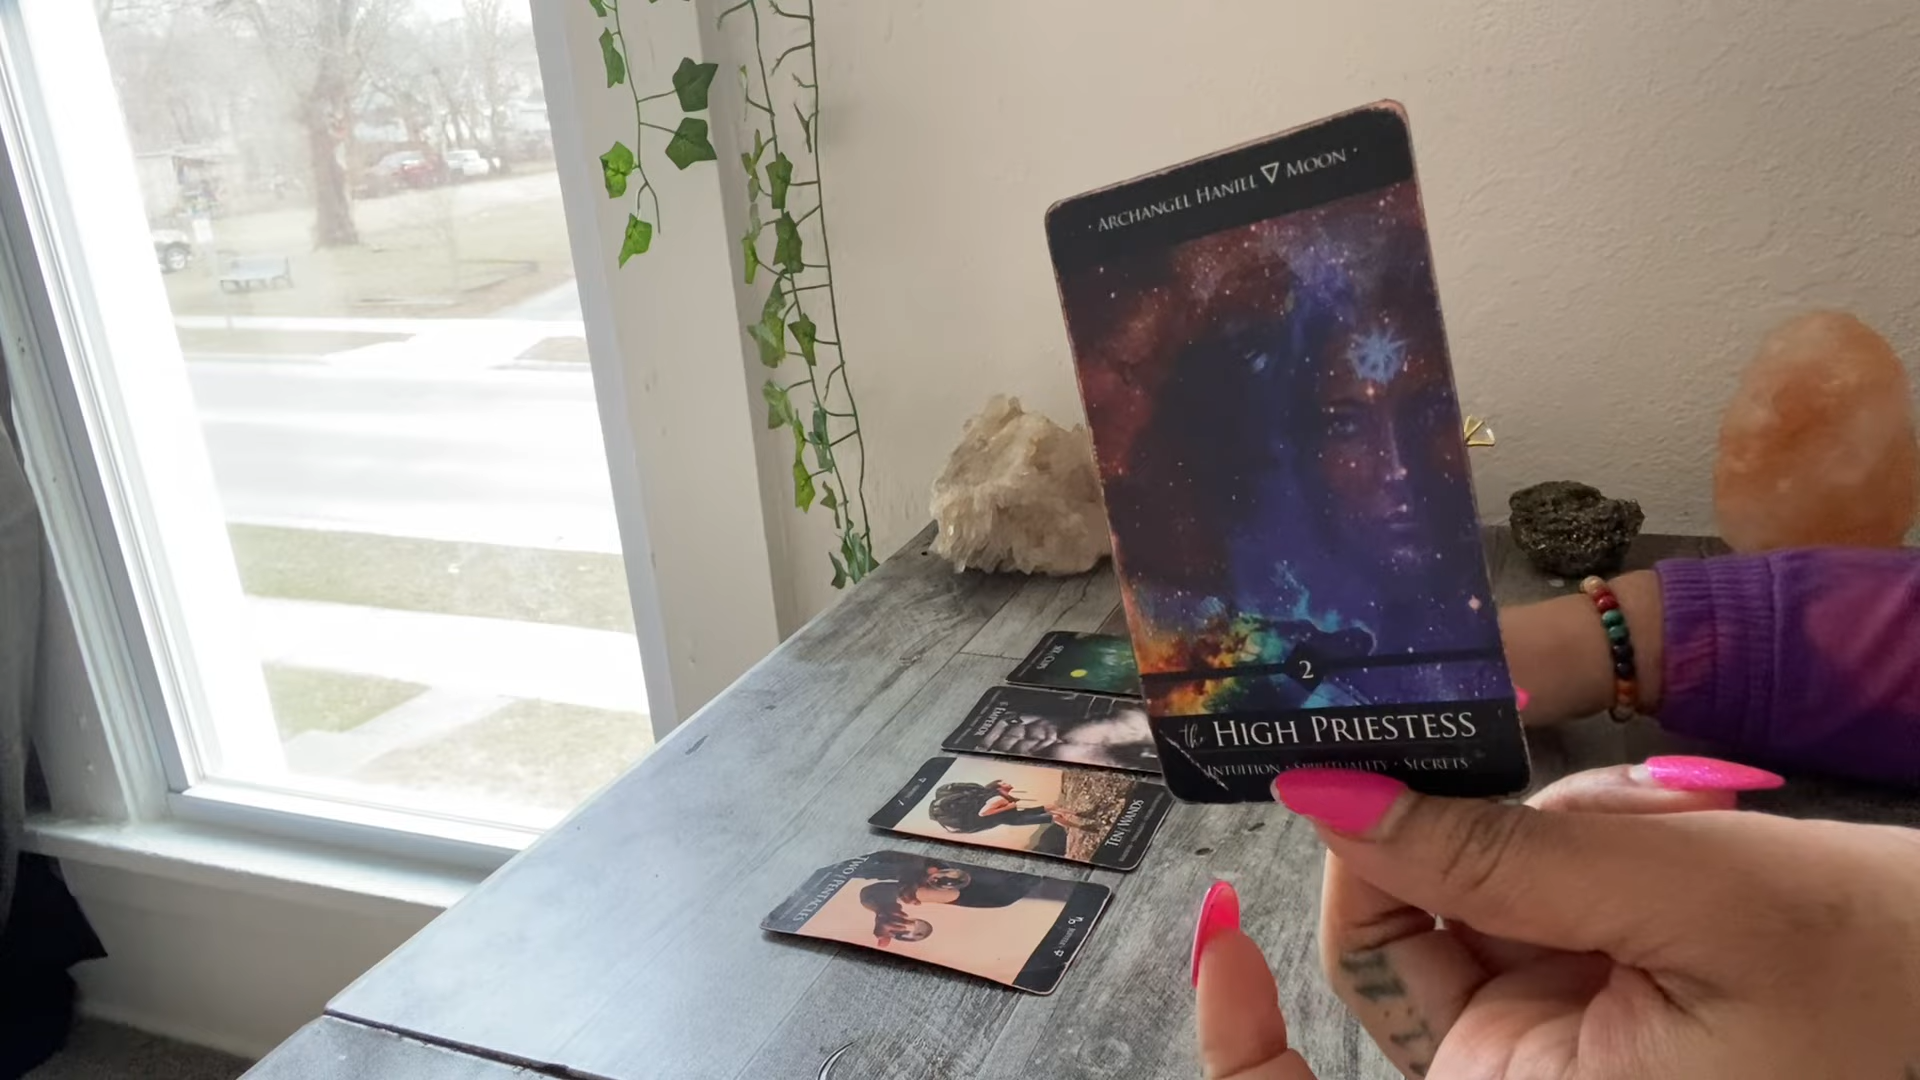 · ARCHANGEL HANIEL ▽ MOON ·
2
the HIGH PRIESTESS
INTUITION · SPIRITUALITY · SECRETS
EMPEROR
TEN / WANDS
TWO / PENTACLES